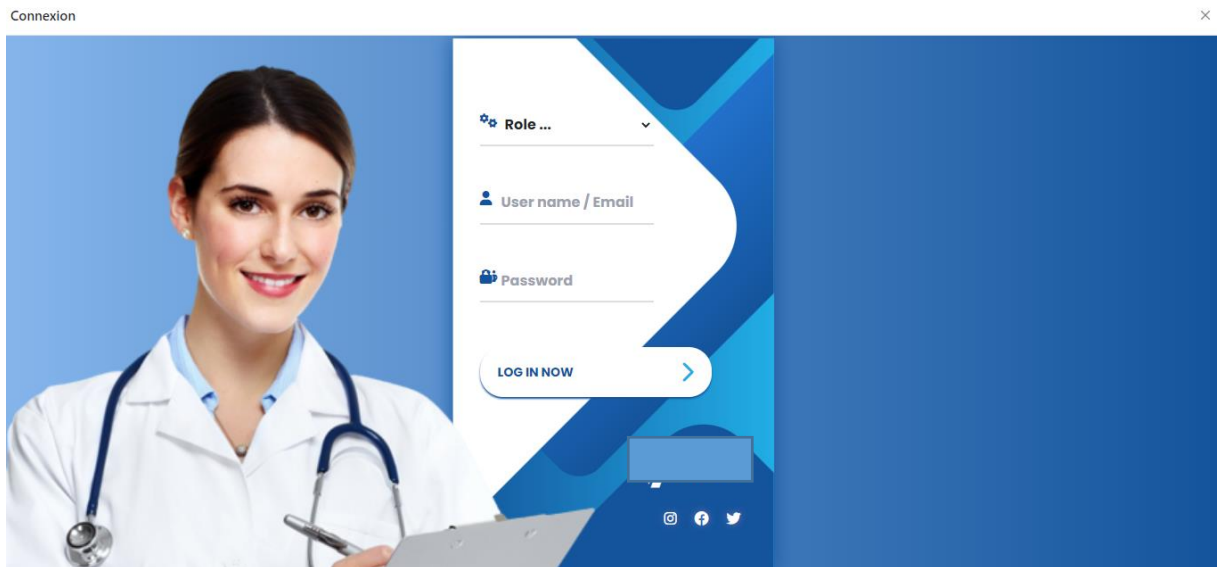 Connexion
Role ...
User name / Email
Password
LOG IN NOW